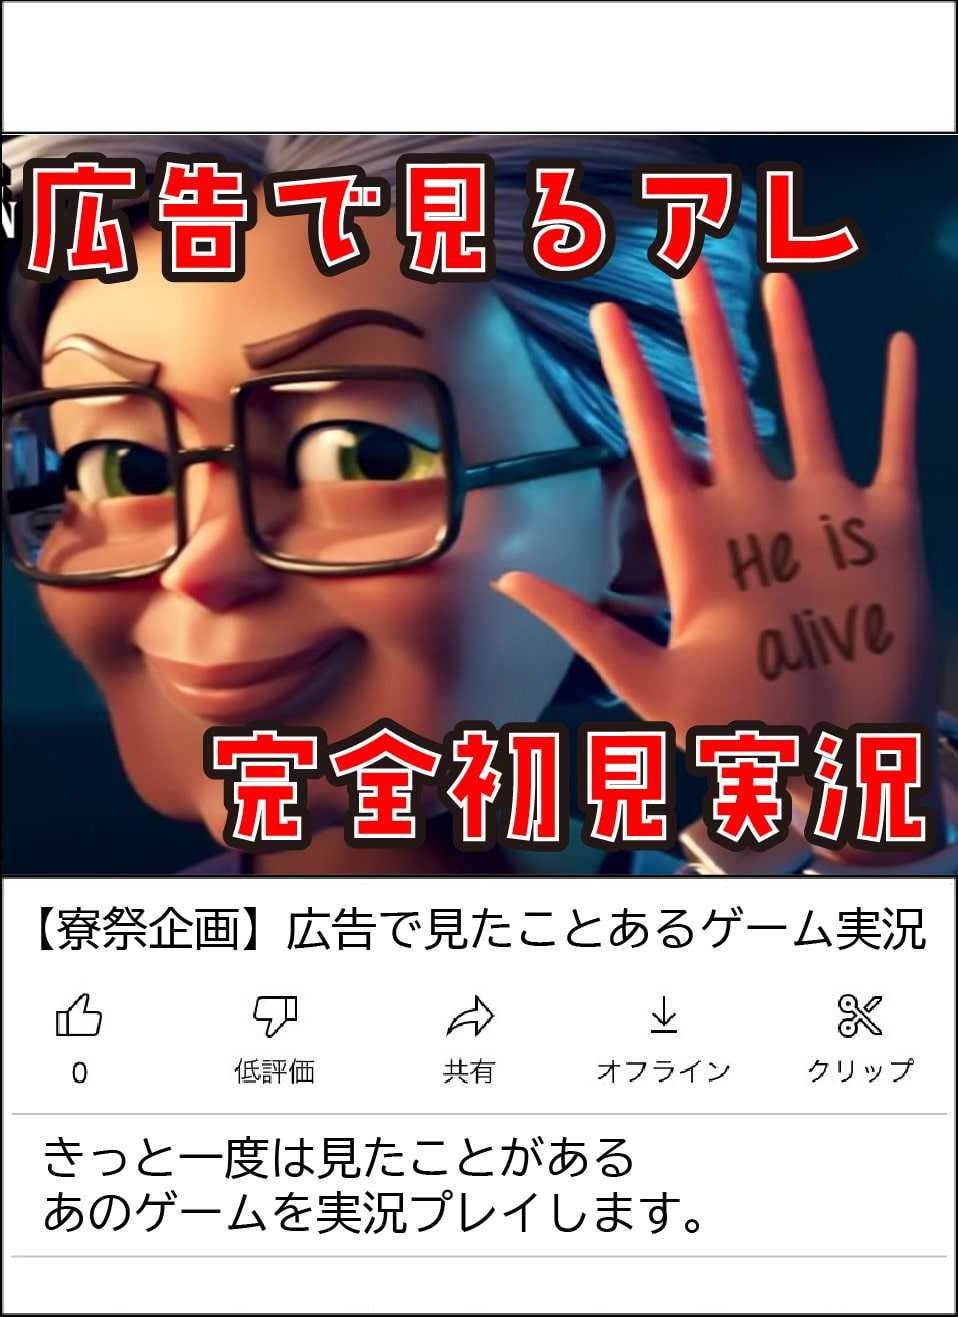 広告で見るアレ
He is
alive
完全初見実況
【寮祭企画】広告で見たことあるゲーム実況
0 低評価 共有 オフライン クリップ
きっと一度は見たことがある
あのゲームを実況プレイします。